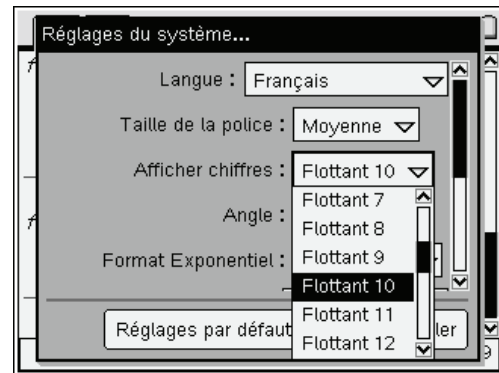 Réglages du système...
Langue : Français
Taille de la police : Moyenne
Afficher chiffres : Flottant 10
Flottant 7
Angle : Flottant 8
Format Exponentiel : Flottant 9
Flottant 10
Flottant 11
Réglages par défaut
Flottant 12